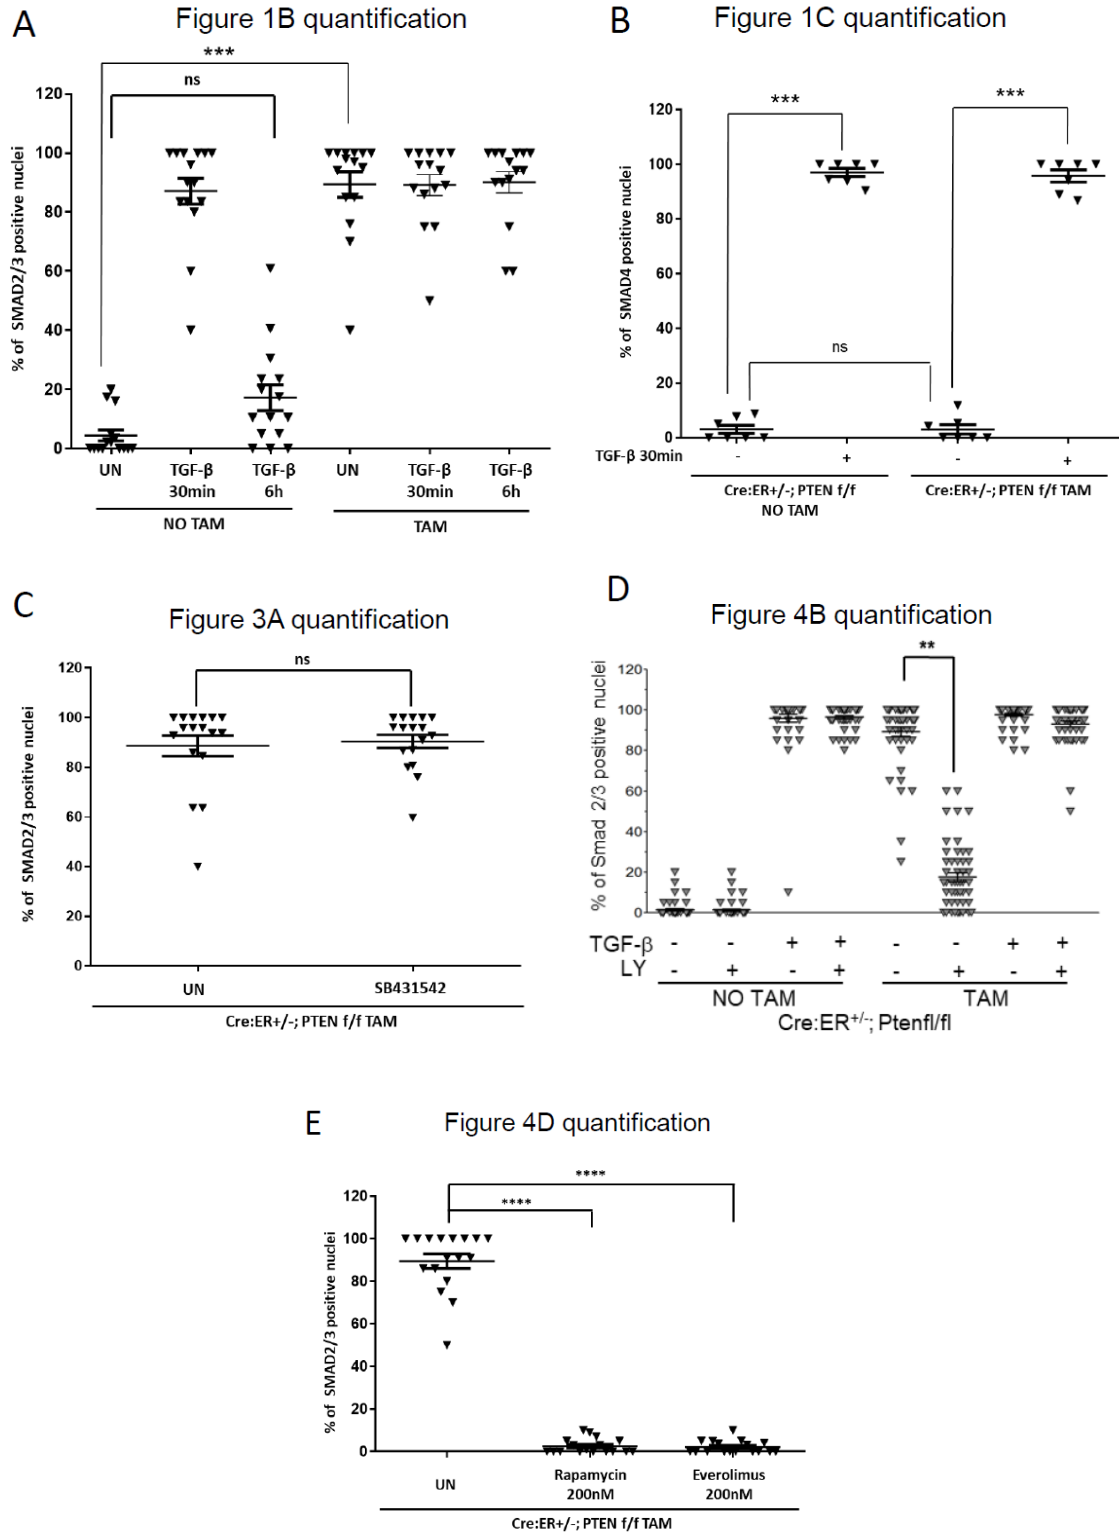 A
Figure 1B quantification
***
ns
% of SMAD2/3 positive nuclei
120
100
80
60
40
20
0
UN
TGF-β
30min
TGF-β
6h
UN
TGF-β
30min
TGF-β
6h
NO TAM
TAM
B
Figure 1C quantification
***
***
ns
% of SMAD4 positive nuclei
120
100
80
60
40
20
0
TGF-β 30min - + - +
Cre:ER+/-; PTEN f/f
NO TAM
Cre:ER+/-; PTEN f/f TAM
C
Figure 3A quantification
ns
% of SMAD2/3 positive nuclei
120
100
80
60
40
20
0
UN
SB431542
Cre:ER+/-; PTEN f/f TAM
D
Figure 4B quantification
**
% of Smad 2/3 positive nuclei
120
100
80
60
40
20
0
TGF-β - - + + - - + +
LY - + - + - + - +
NO TAM
TAM
Cre:ER+/-; Ptenfl/fl
E
Figure 4D quantification
****
****
% of SMAD2/3 positive nuclei
120
100
80
60
40
20
0
UN
Rapamycin
200nM
Everolimus
200nM
Cre:ER+/-; PTEN f/f TAM